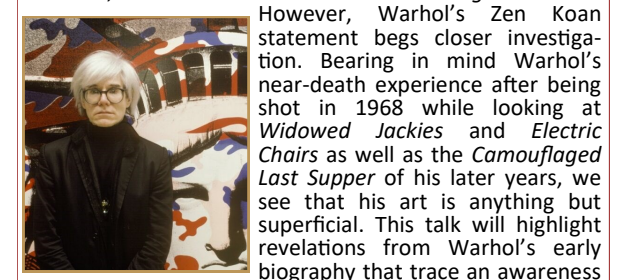 However, Warhol's Zen Koan
statement begs closer investiga-
tion. Bearing in mind Warhol's
near-death experience after being
shot in 1968 while looking at
Widowed Jackies and Electric
Chairs as well as the Camouflaged
Last Supper of his later years, we
see that his art is anything but
superficial. This talk will highlight
revelations from Warhol's early
biography that trace an awareness